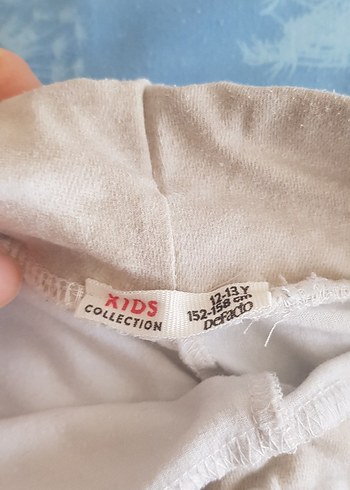 KIDS
COLLECTION
12-13 Y
152-158 cm
DeFacto